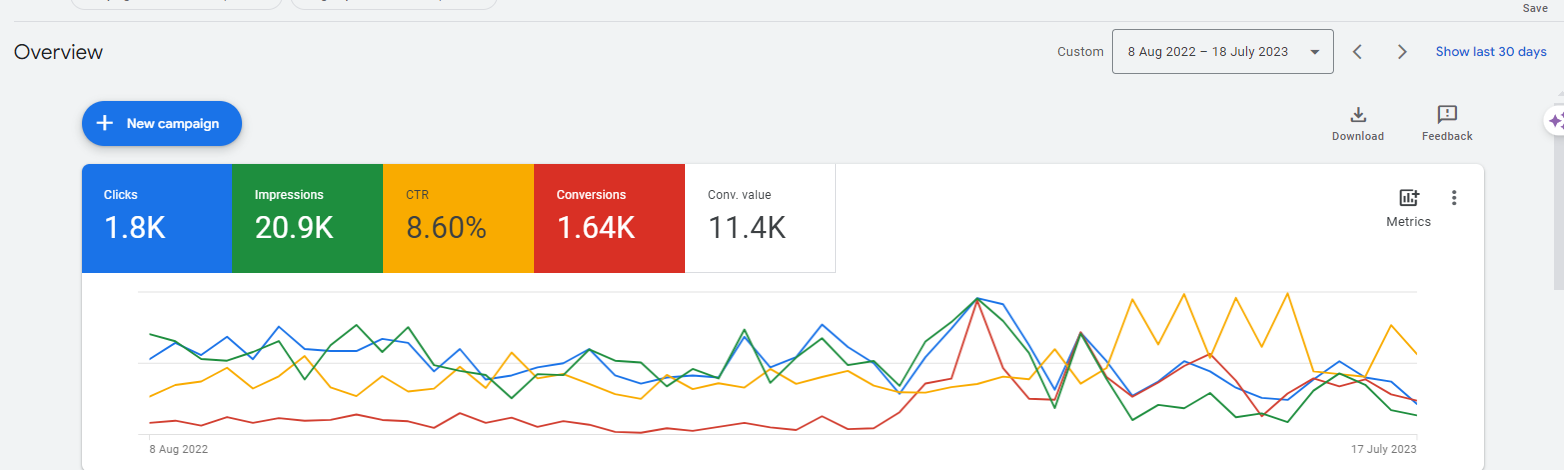 Save
Overview
Custom
8 Aug 2022 – 18 July 2023
Show last 30 days
New campaign
Download
Feedback
Clicks
1.8K
Impressions
20.9K
CTR
8.60%
Conversions
1.64K
Conv. value
11.4K
Metrics
8 Aug 2022
17 July 2023